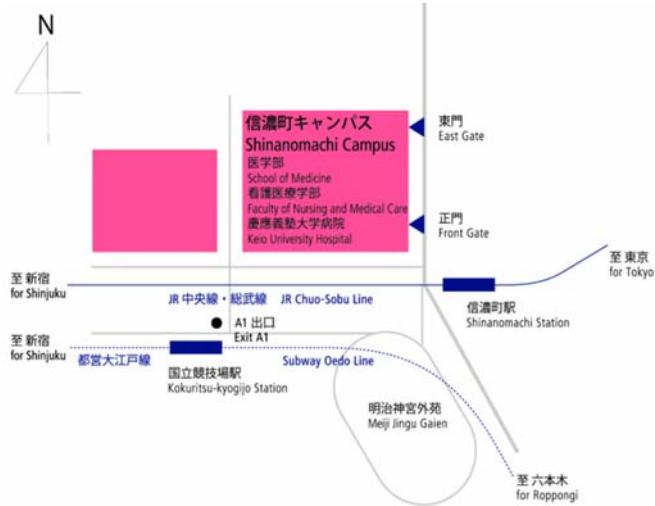 N
信濃町キャンパス
Shinanomachi Campus
医学部
School of Medicine
看護医療学部
Faculty of Nursing and Medical Care
慶應義塾大学病院
Keio University Hospital
東門
East Gate
正門
Front Gate
至 東京
for Tokyo
至 新宿
for Shinjuku
JR 中央線・総武線 JR Chuo-Sobu Line
信濃町駅
Shinanomachi Station
A1 出口
Exit A1
至 新宿
for Shinjuku
都営大江戸線
Subway Oedo Line
国立競技場駅
Kokuritsu-kyogijo Station
明治神宮外苑
Meiji Jingu Gaien
至 六本木
for Roppongi